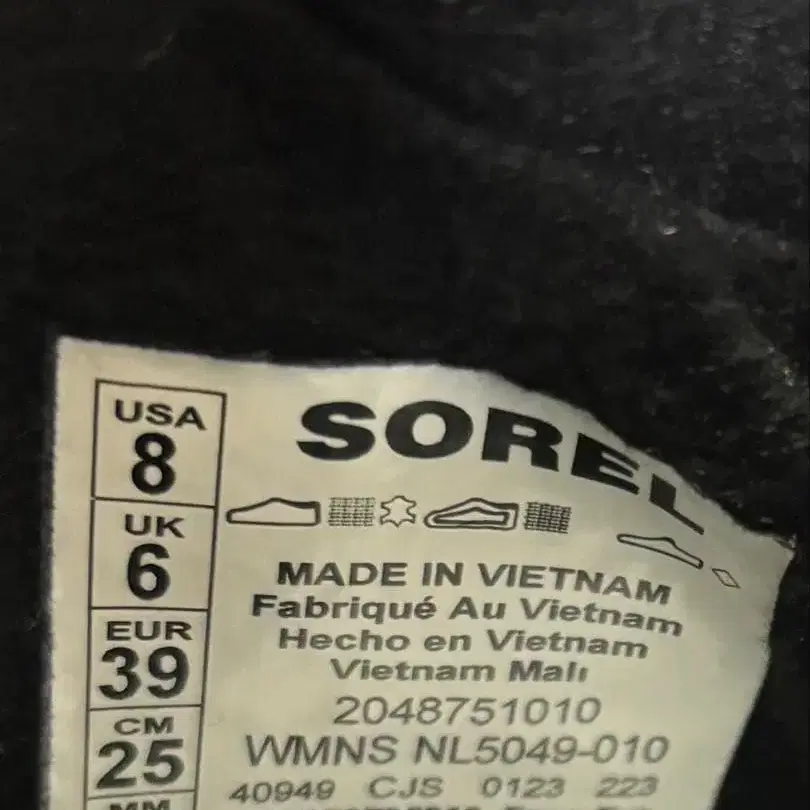 SOREL
USA
8
UK
6
EUR
39
CM
25
MM
MADE IN VIETNAM
Fabriqué Au Vietnam
Hecho en Vietnam
Vietnam Malı
2048751010
WMNS NL5049-010
40949 CJS 0123 223